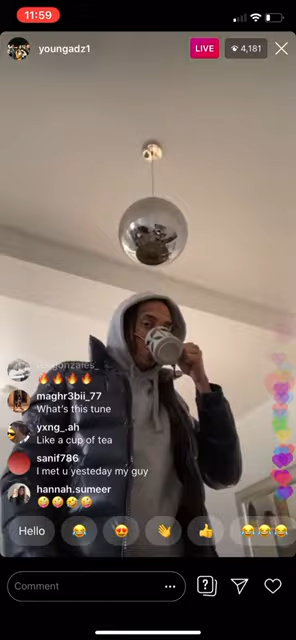 11:59
youngadz1
LIVE
4,181
maghr3bii_77
What's this tune
yxng_.ah
Like a cup of tea
sanif786
I met u yesteday my guy
hannah.sumeer
Hello
Comment